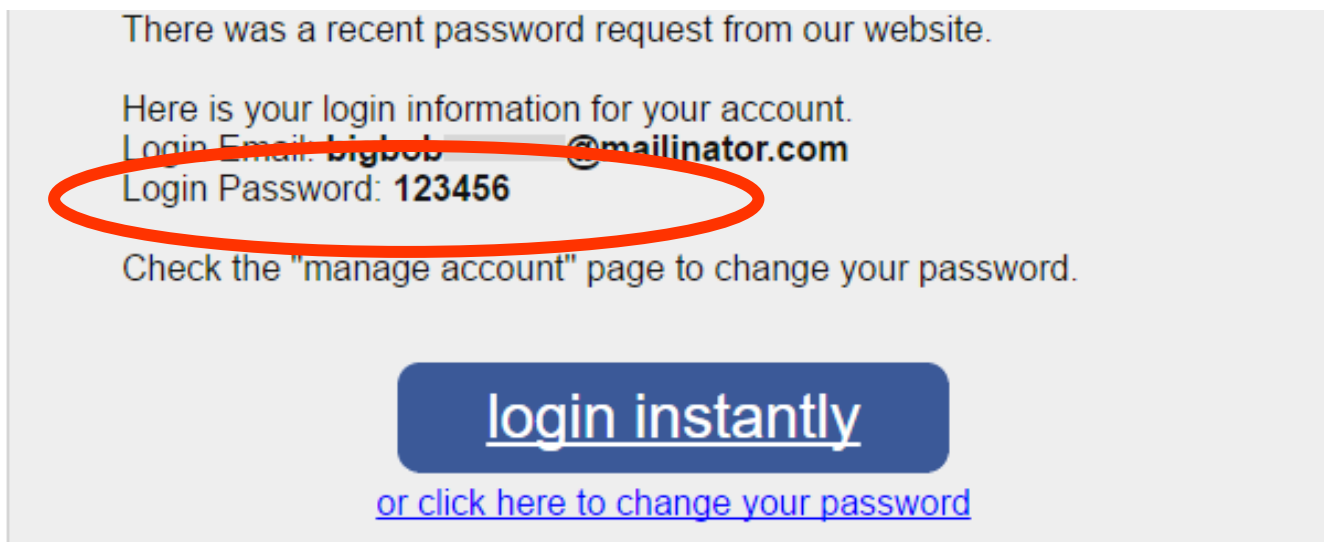 There was a recent password request from our website.
Here is your login information for your account.
Login Email: bigbob @mailinator.com
Login Password: 123456
Check the "manage account" page to change your password.
login instantly
or click here to change your password